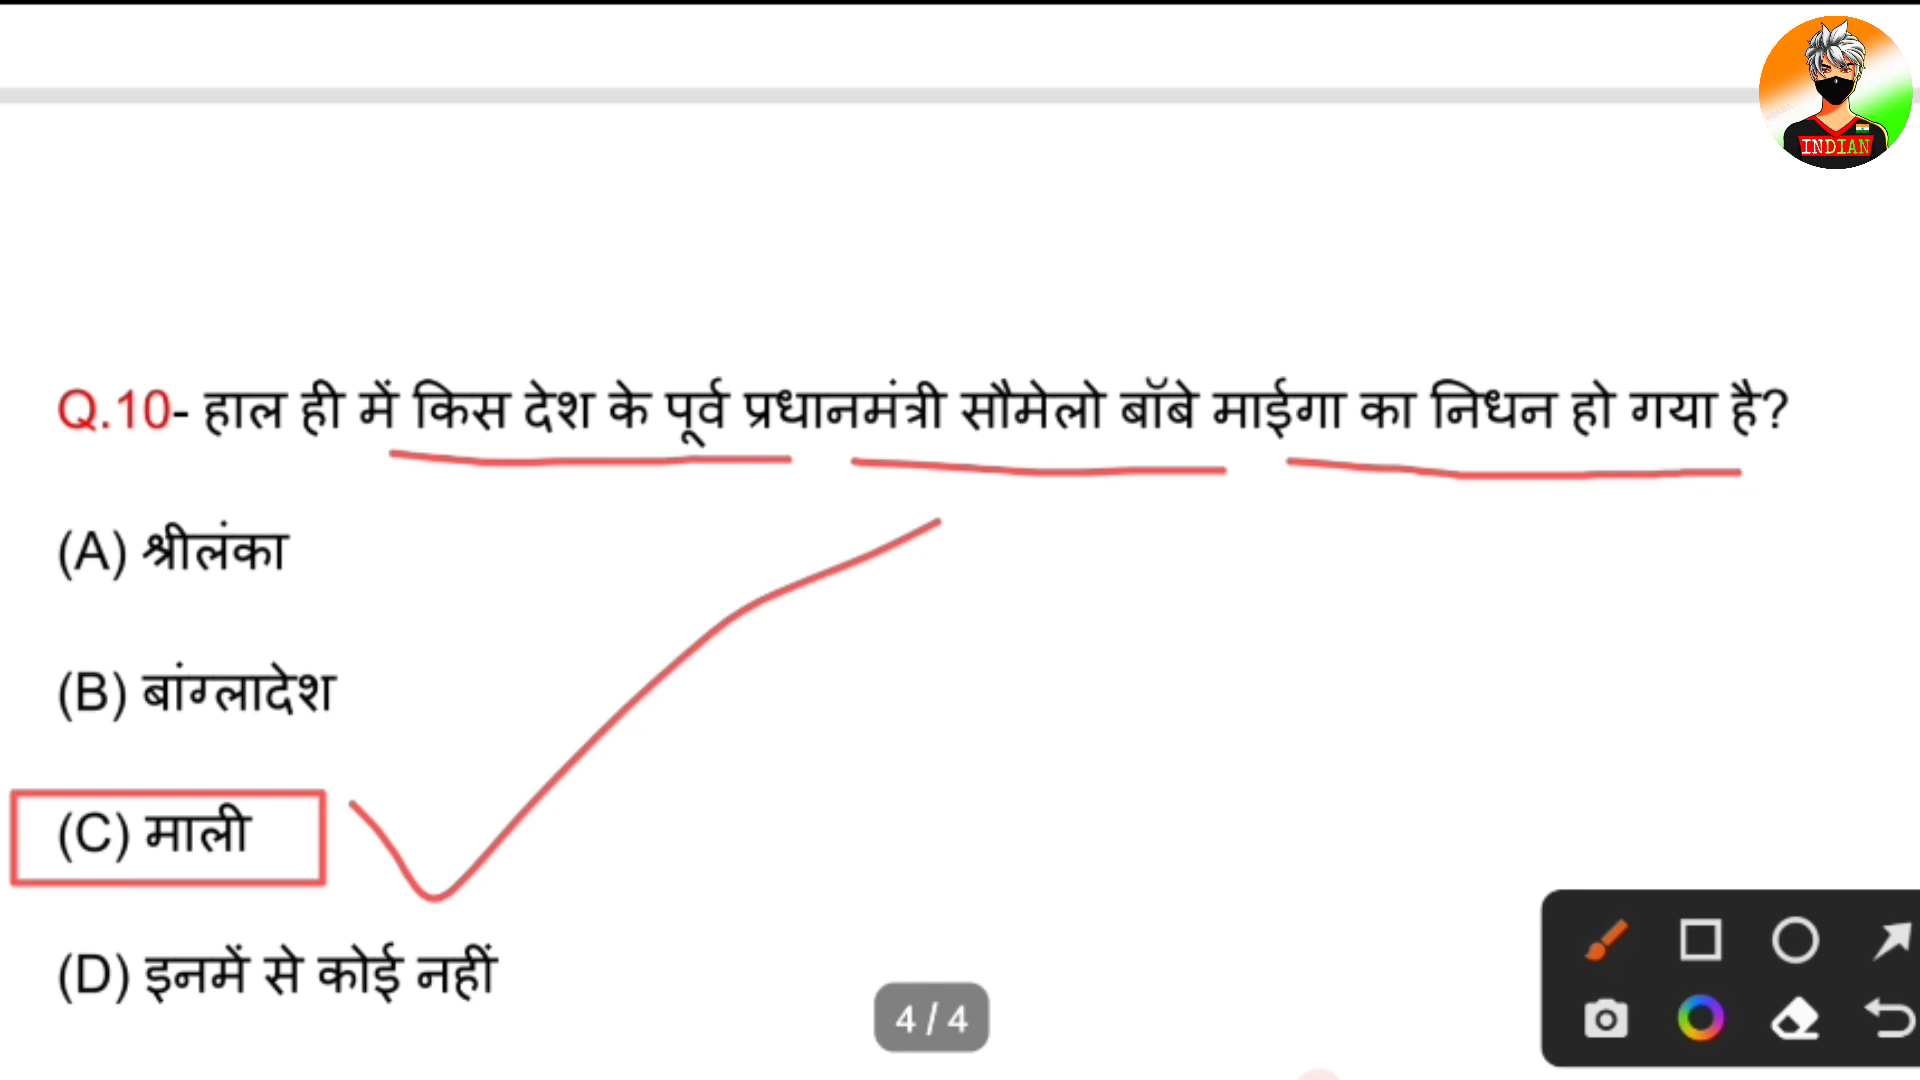 INDIAN
Q.10- हाल ही में किस देश के पूर्व प्रधानमंत्री सौमेलो बॉबे माईगा का निधन हो गया है?
(A) श्रीलंका
(B) बांग्लादेश
(C) माली
(D) इनमें से कोई नहीं
4 / 4